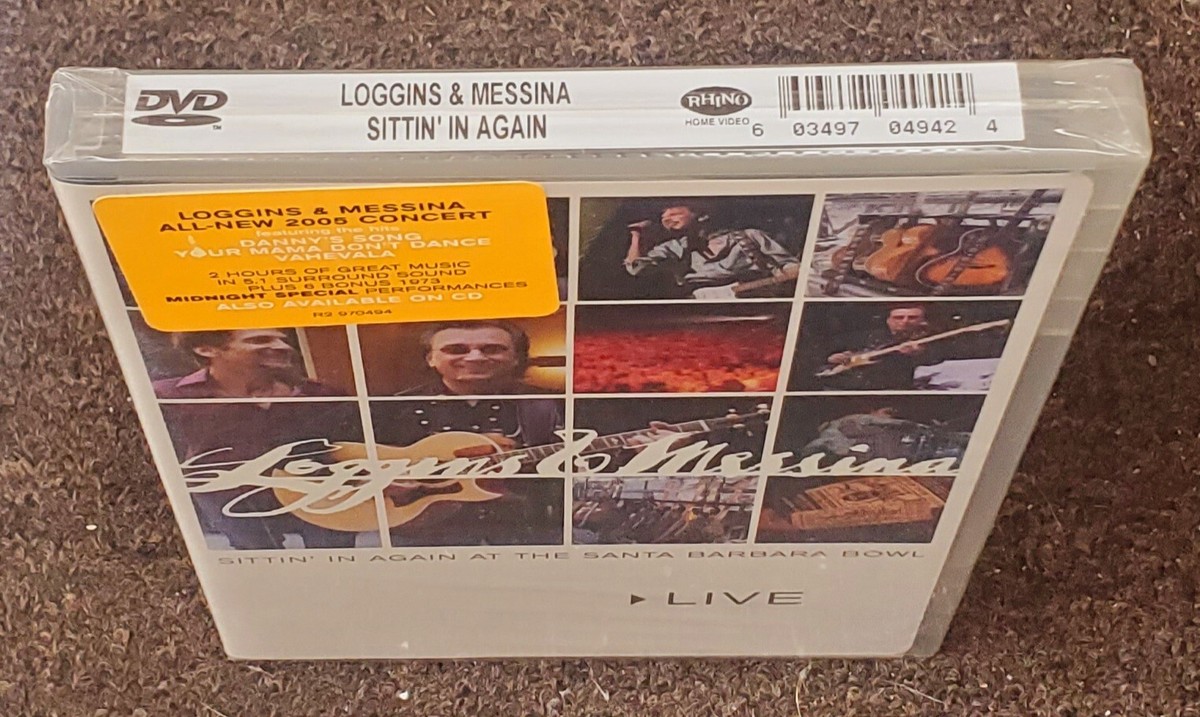 DVD
TM
LOGGINS & MESSINA
SITTIN' IN AGAIN
RHINO
HOME VIDEO
6 03497 04942 4
LOGGINS & MESSINA
ALL-NEW 2005 CONCERT
featuring the hits
DANNY'S SONG
YOUR MAMA DON'T DANCE
VAHEVALA
2 HOURS OF GREAT MUSIC
IN 5.1 SURROUND SOUND
PLUS 6 BONUS 1973
MIDNIGHT SPECIAL PERFORMANCES
ALSO AVAILABLE ON CD
R2 970494
Loggins & Messina
SITTIN' IN AGAIN AT THE SANTA BARBARA BOWL
LIVE